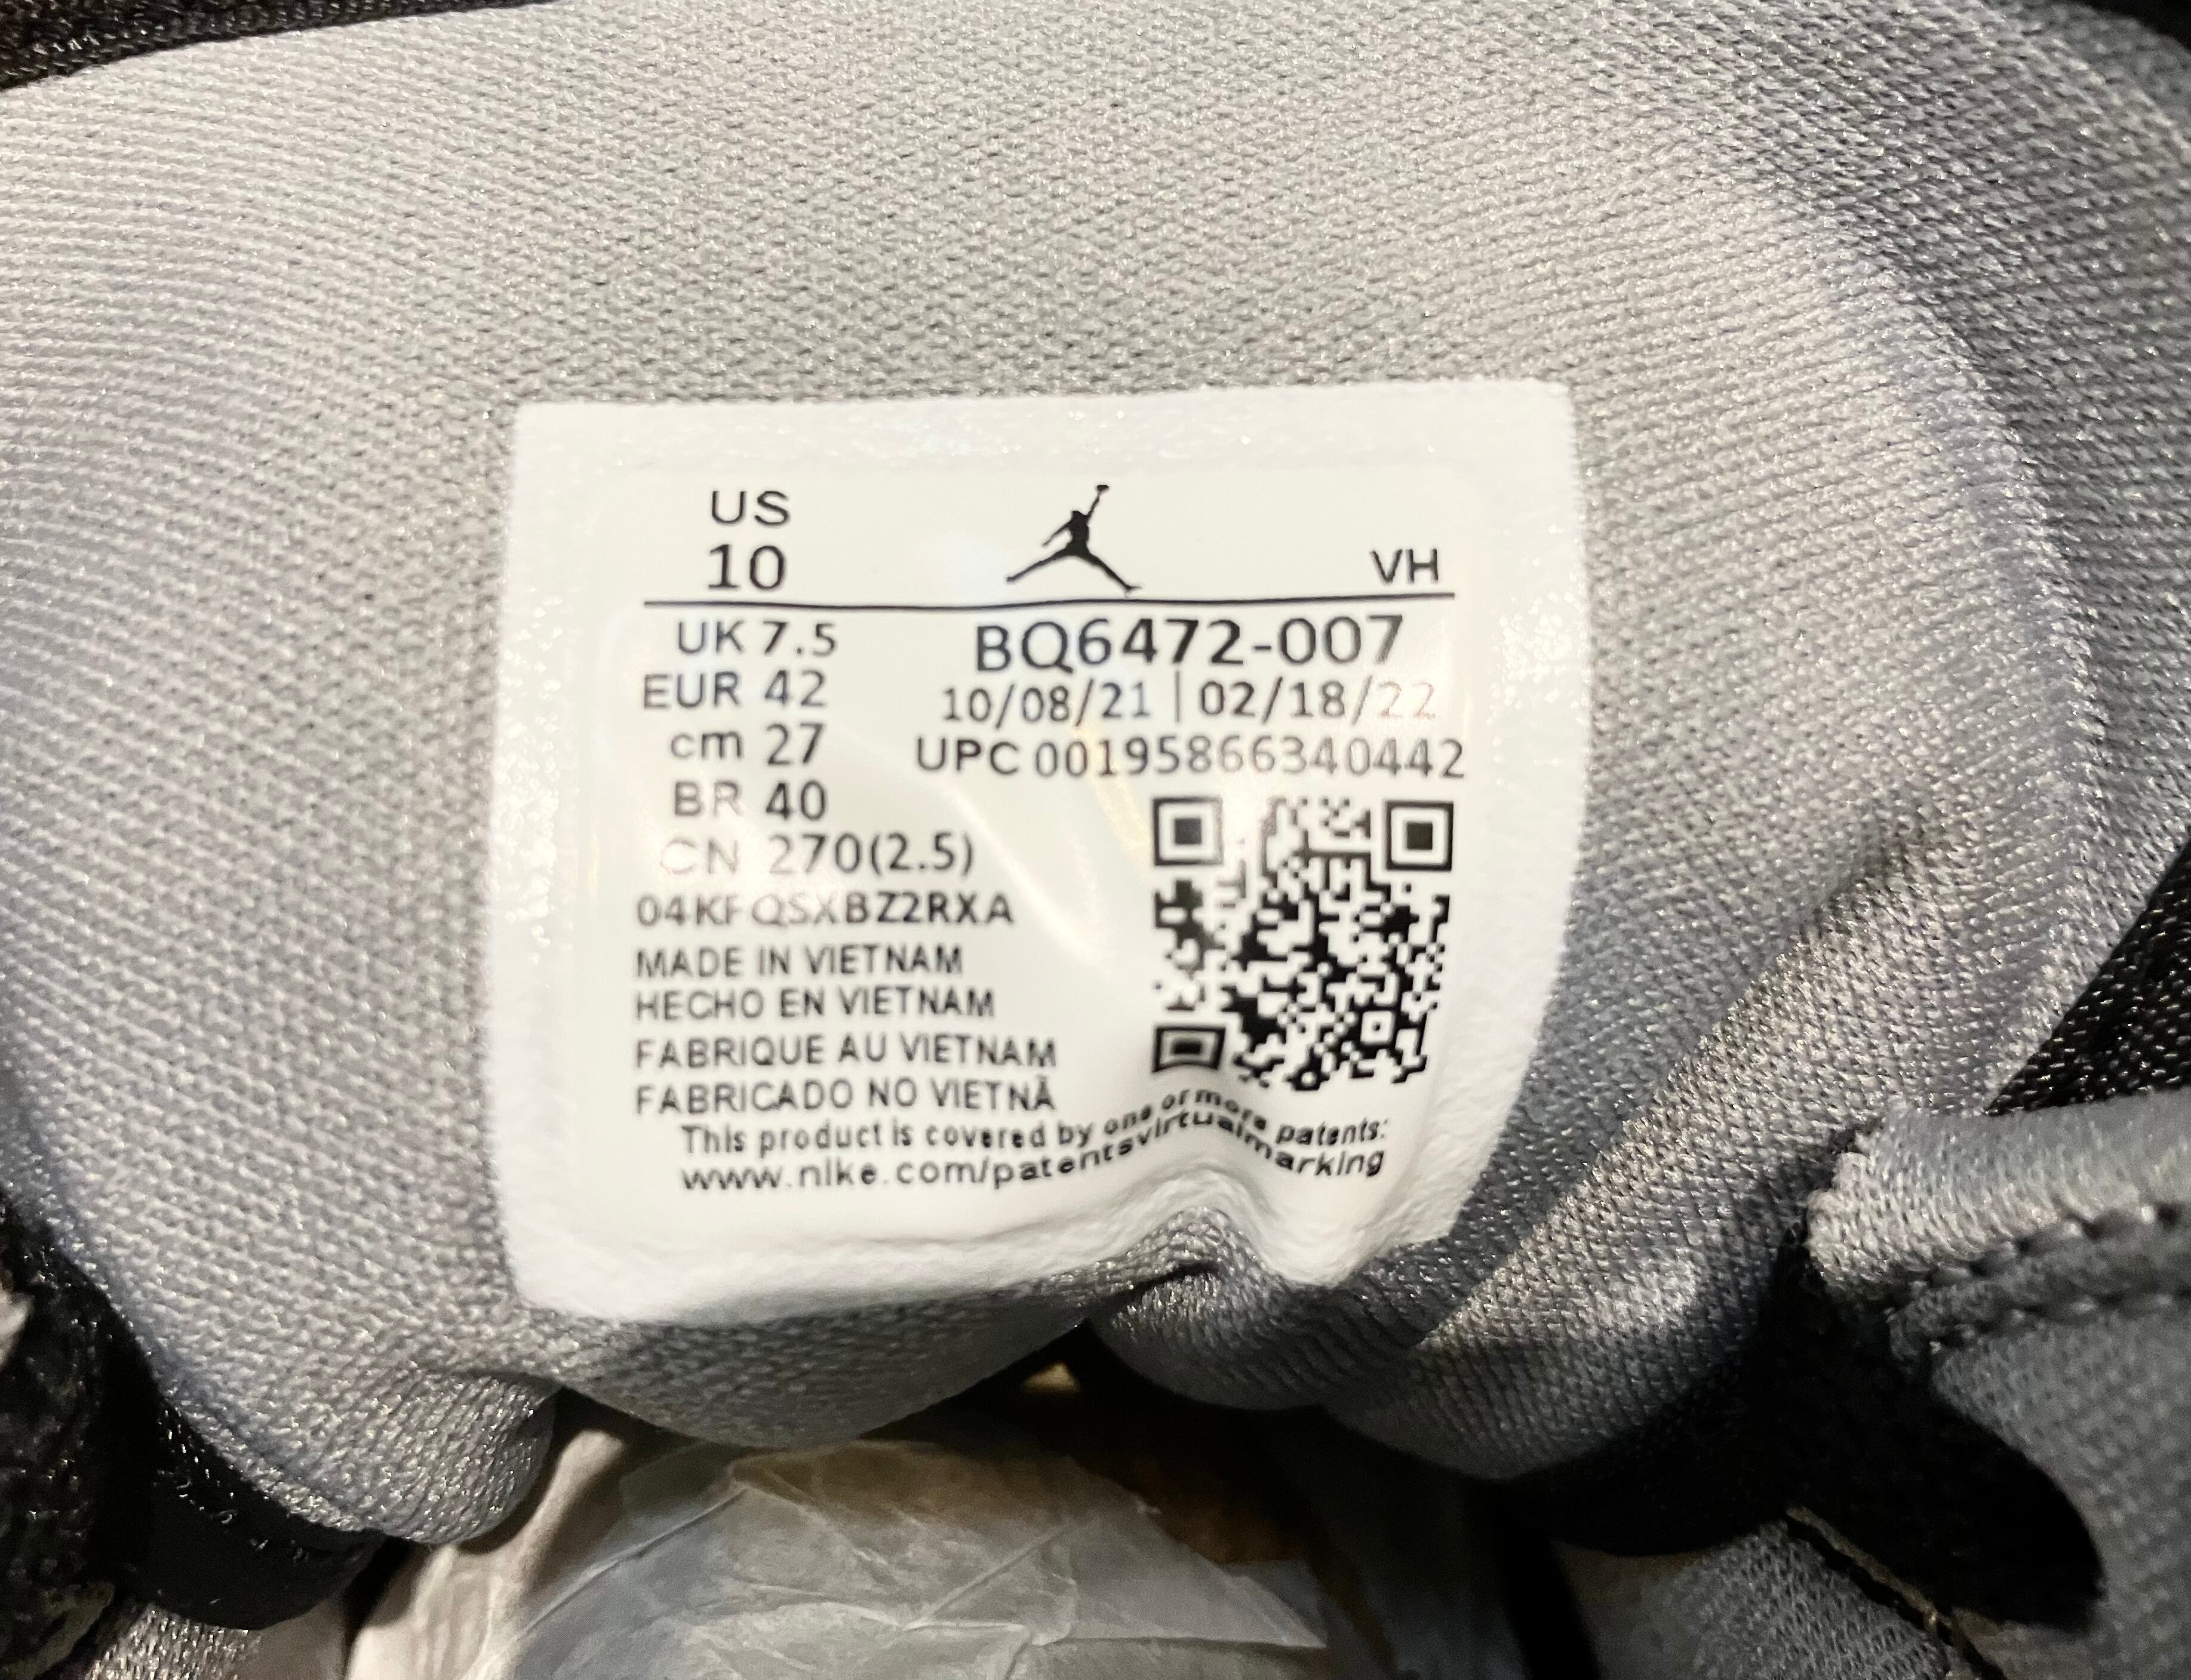 US
10
VH
UK 7.5
BQ6472-007
EUR 42
10/08/21 | 02/18/22
cm 27
UPC 00195866340442
BR 40
CN 270(2.5)
04KFQSXBZ2RXA
MADE IN VIETNAM
HECHO EN VIETNAM
FABRIQUE AU VIETNAM
FABRICADO NO VIETNÃ
This product is covered by one or more patents:
www.nike.com/patentsvirtualmarking